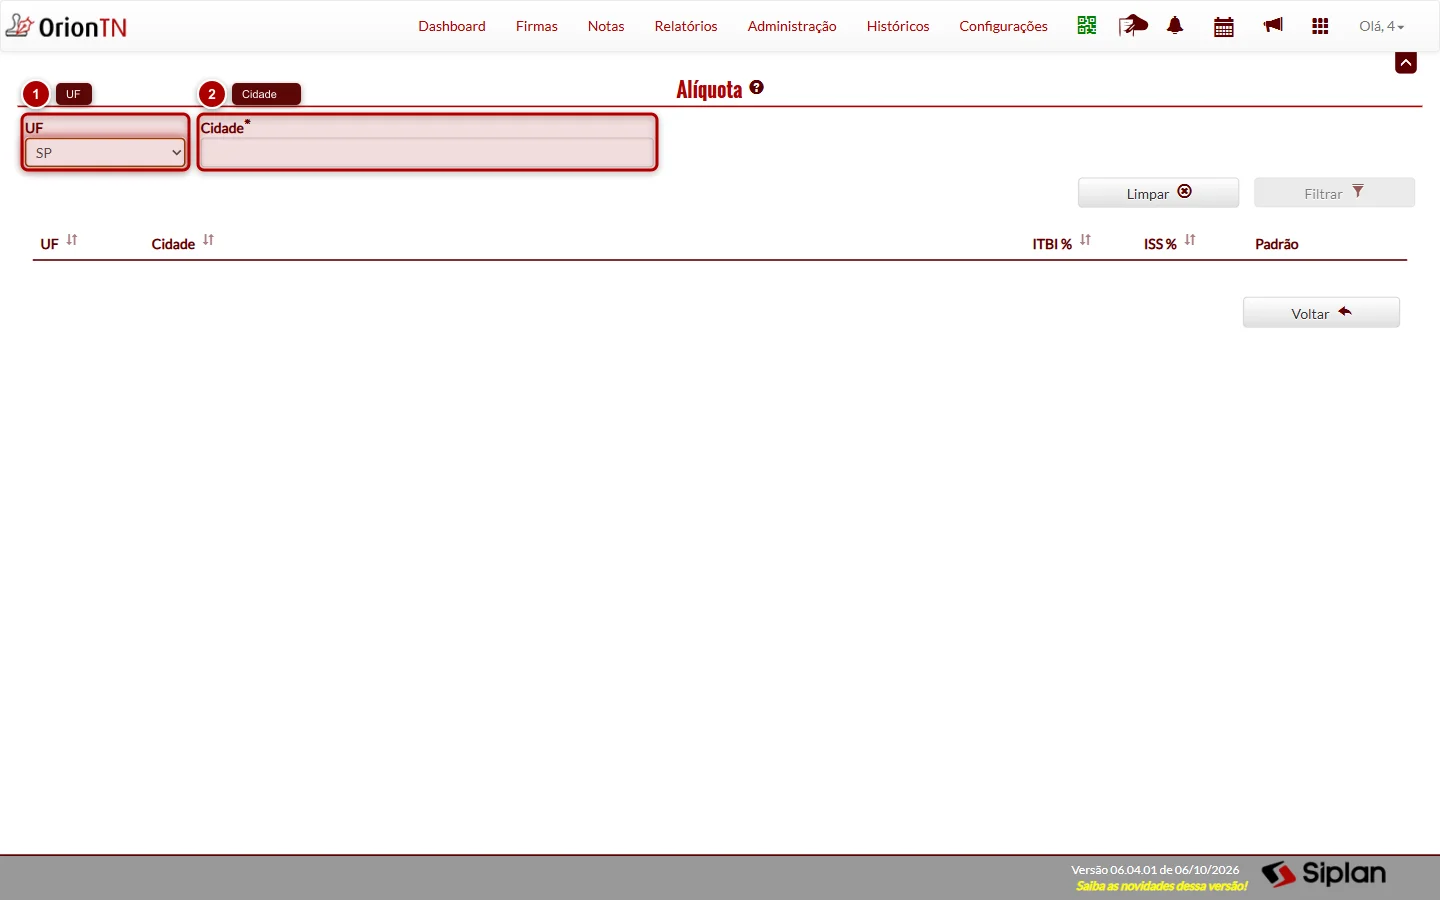 OrionTN
Dashboard Firmas Notas Relatórios Administração Históricos Configurações Olá, 4
1 UF 2 Cidade
Alíquota
UF Cidade*
SP
Limpar Filtrar
UF Cidade ITBI % ISS % Padrão
Voltar
Versão 06.04.01 de 06/10/2026
Saiba as novidades dessa versão!
Siplan